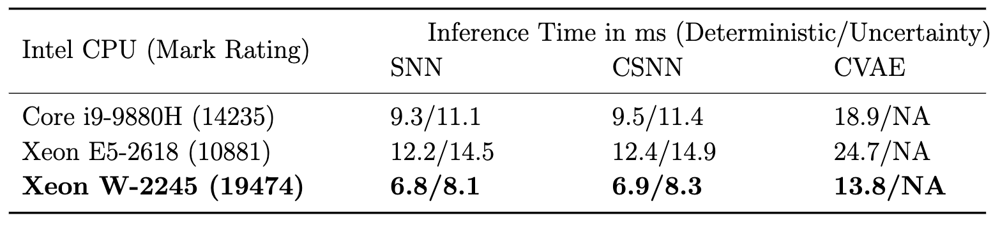 Intel CPU (Mark Rating) Inference Time in ms (Deterministic/Uncertainty)
SNN CSNN CVAE
Core i9-9880H (14235) 9.3/11.1 9.5/11.4 18.9/NA
Xeon E5-2618 (10881) 12.2/14.5 12.4/14.9 24.7/NA
Xeon W-2245 (19474) 6.8/8.1 6.9/8.3 13.8/NA